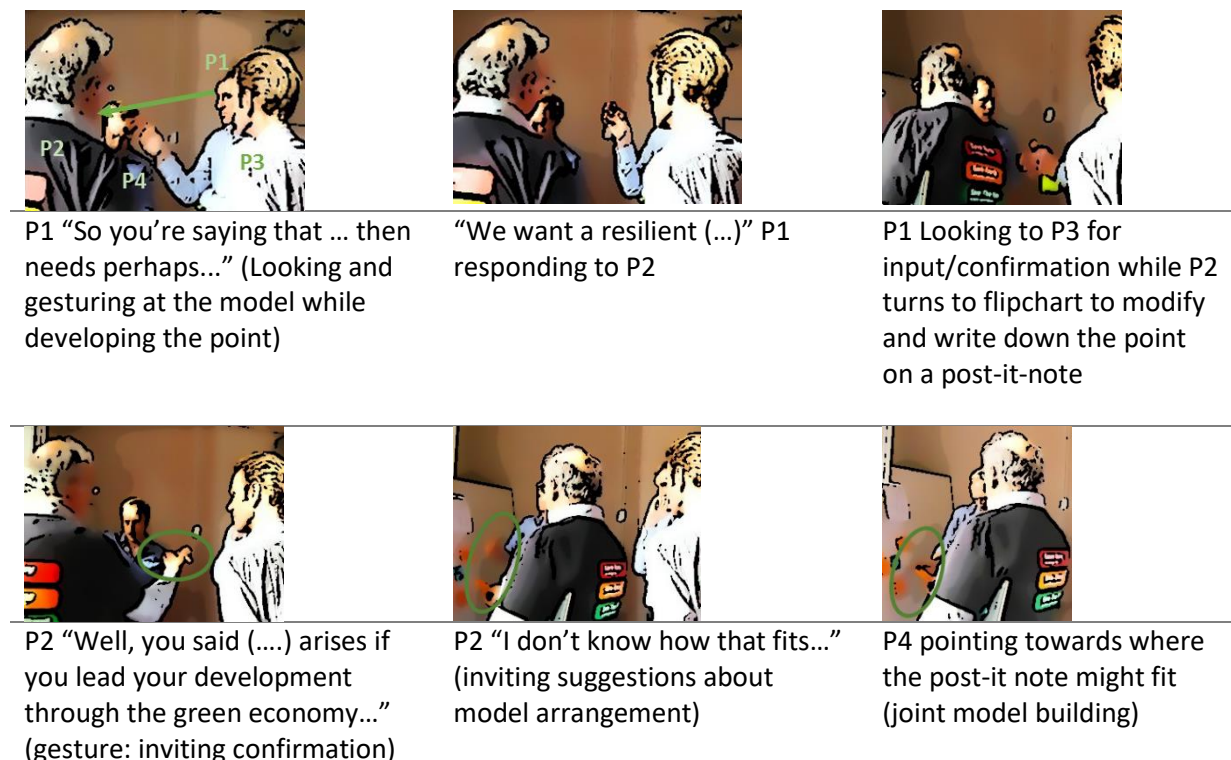 P1
P2
P3
P4
P1 “So you’re saying that … then
needs perhaps...” (Looking and
gesturing at the model while
developing the point)
“We want a resilient (…)” P1
responding to P2
P1 Looking to P3 for
input/confirmation while P2
turns to flipchart to modify
and write down the point
on a post-it-note
P2 “Well, you said (….) arises if
you lead your development
through the green economy…”
(gesture: inviting confirmation)
P2 “I don’t know how that fits…”
(inviting suggestions about
model arrangement)
P4 pointing towards where
the post-it note might fit
(joint model building)